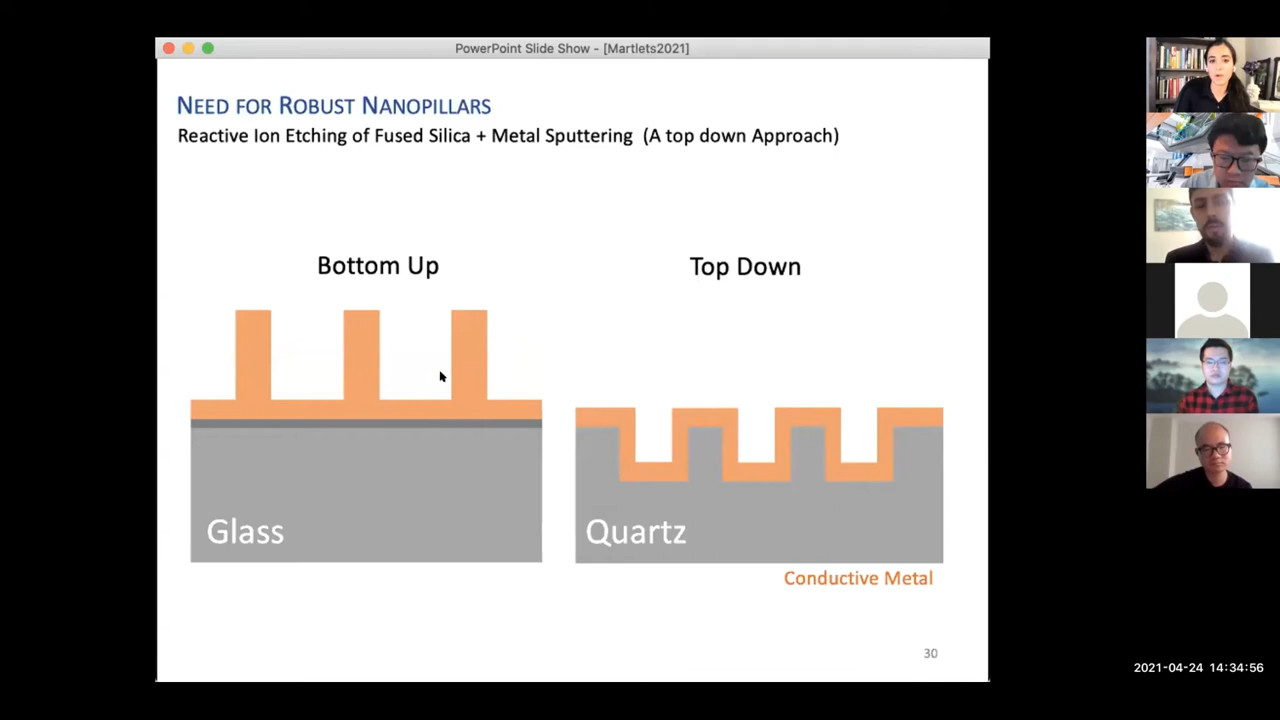 PowerPoint Slide Show - [Martlets2021]
NEED FOR ROBUST NANOPILLARS
Reactive Ion Etching of Fused Silica + Metal Sputtering (A top down Approach)
Bottom Up
Top Down
Glass
Quartz
Conductive Metal
30
2021-04-24 14:34:56